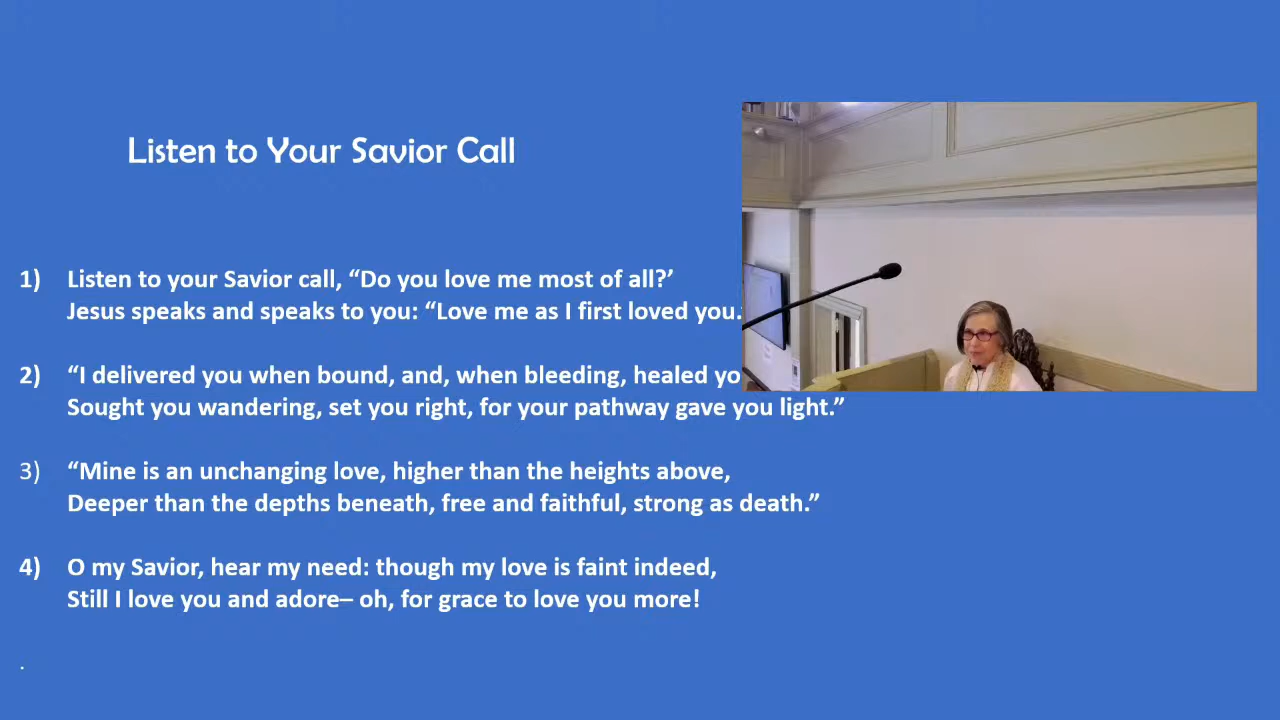 Listen to Your Savior Call
1) Listen to your Savior call, “Do you love me most of all?’
Jesus speaks and speaks to you: “Love me as I first loved you.
2) “I delivered you when bound, and, when bleeding, healed yo
Sought you wandering, set you right, for your pathway gave you light.”
3) “Mine is an unchanging love, higher than the heights above,
Deeper than the depths beneath, free and faithful, strong as death.”
4) O my Savior, hear my need: though my love is faint indeed,
Still I love you and adore– oh, for grace to love you more!
.